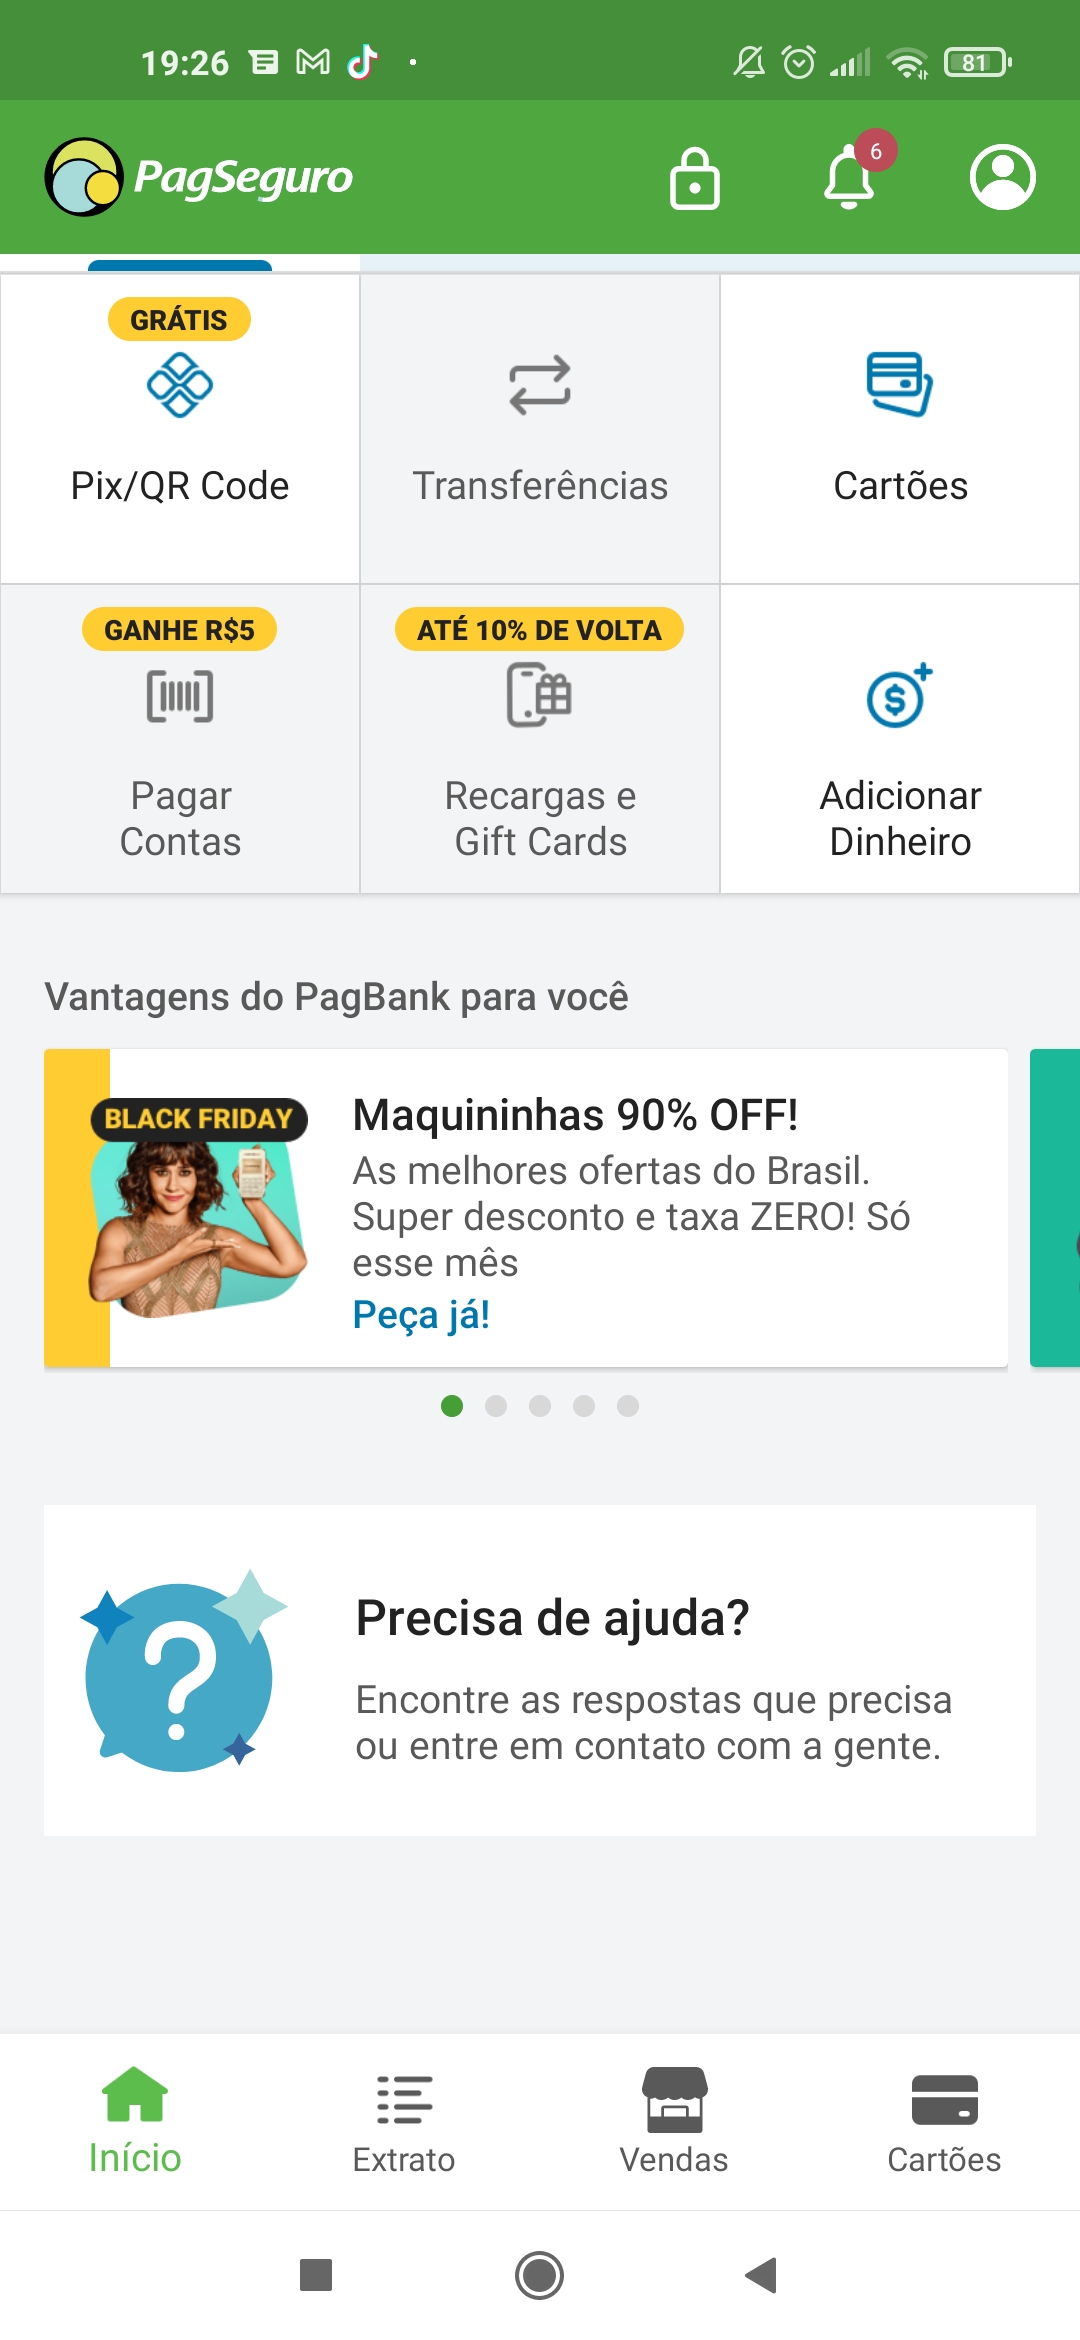 19:26
81
PagSeguro
6
GRÁTIS
Pix/QR Code
Transferências
Cartões
GANHE R$5
Pagar
Contas
ATÉ 10% DE VOLTA
Recargas e
Gift Cards
Adicionar
Dinheiro
Vantagens do PagBank para você
BLACK FRIDAY
Maquininhas 90% OFF!
As melhores ofertas do Brasil.
Super desconto e taxa ZERO! Só
esse mês
Peça já!
Precisa de ajuda?
Encontre as respostas que precisa
ou entre em contato com a gente.
Início
Extrato
Vendas
Cartões